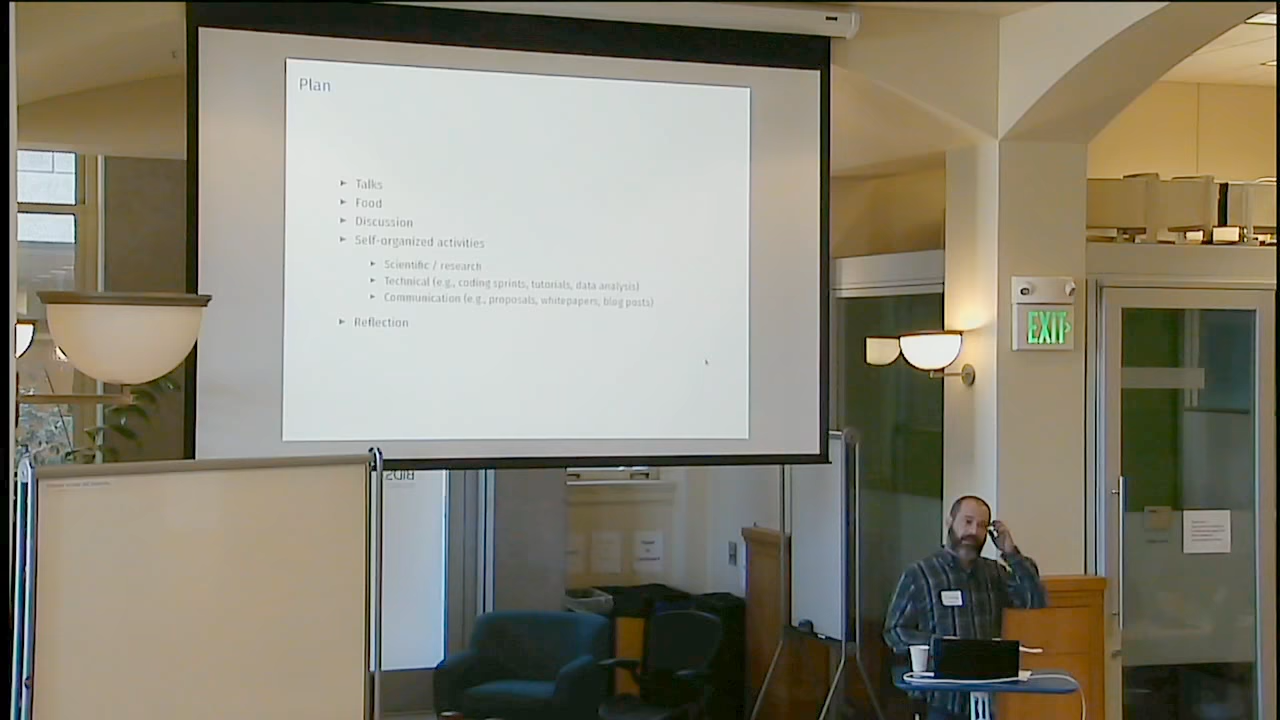 Plan
► Talks
► Food
► Discussion
► Self-organized activities
► Scientific / research
► Technical (e.g., coding sprints, tutorials, data analysis)
► Communication (e.g., proposals, whitepapers, blog posts)
► Reflection
EXIT
BIDS